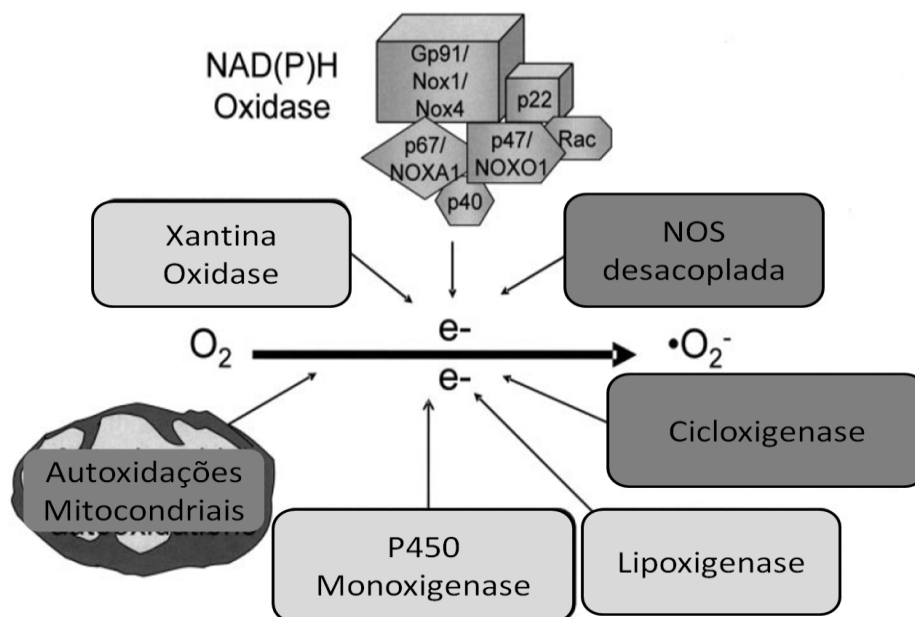 NAD(P)H
Oxidase
Gp91/
Nox1/
Nox4
p22
p67/
NOXA1
p47/
NOXO1
Rac
p40
Xantina
Oxidase
NOS
desacoplada
O₂
e-
e-
•O₂⁻
Autoxidações
Mitocondriais
Cicloxigenase
P450
Monoxigenase
Lipoxigenase